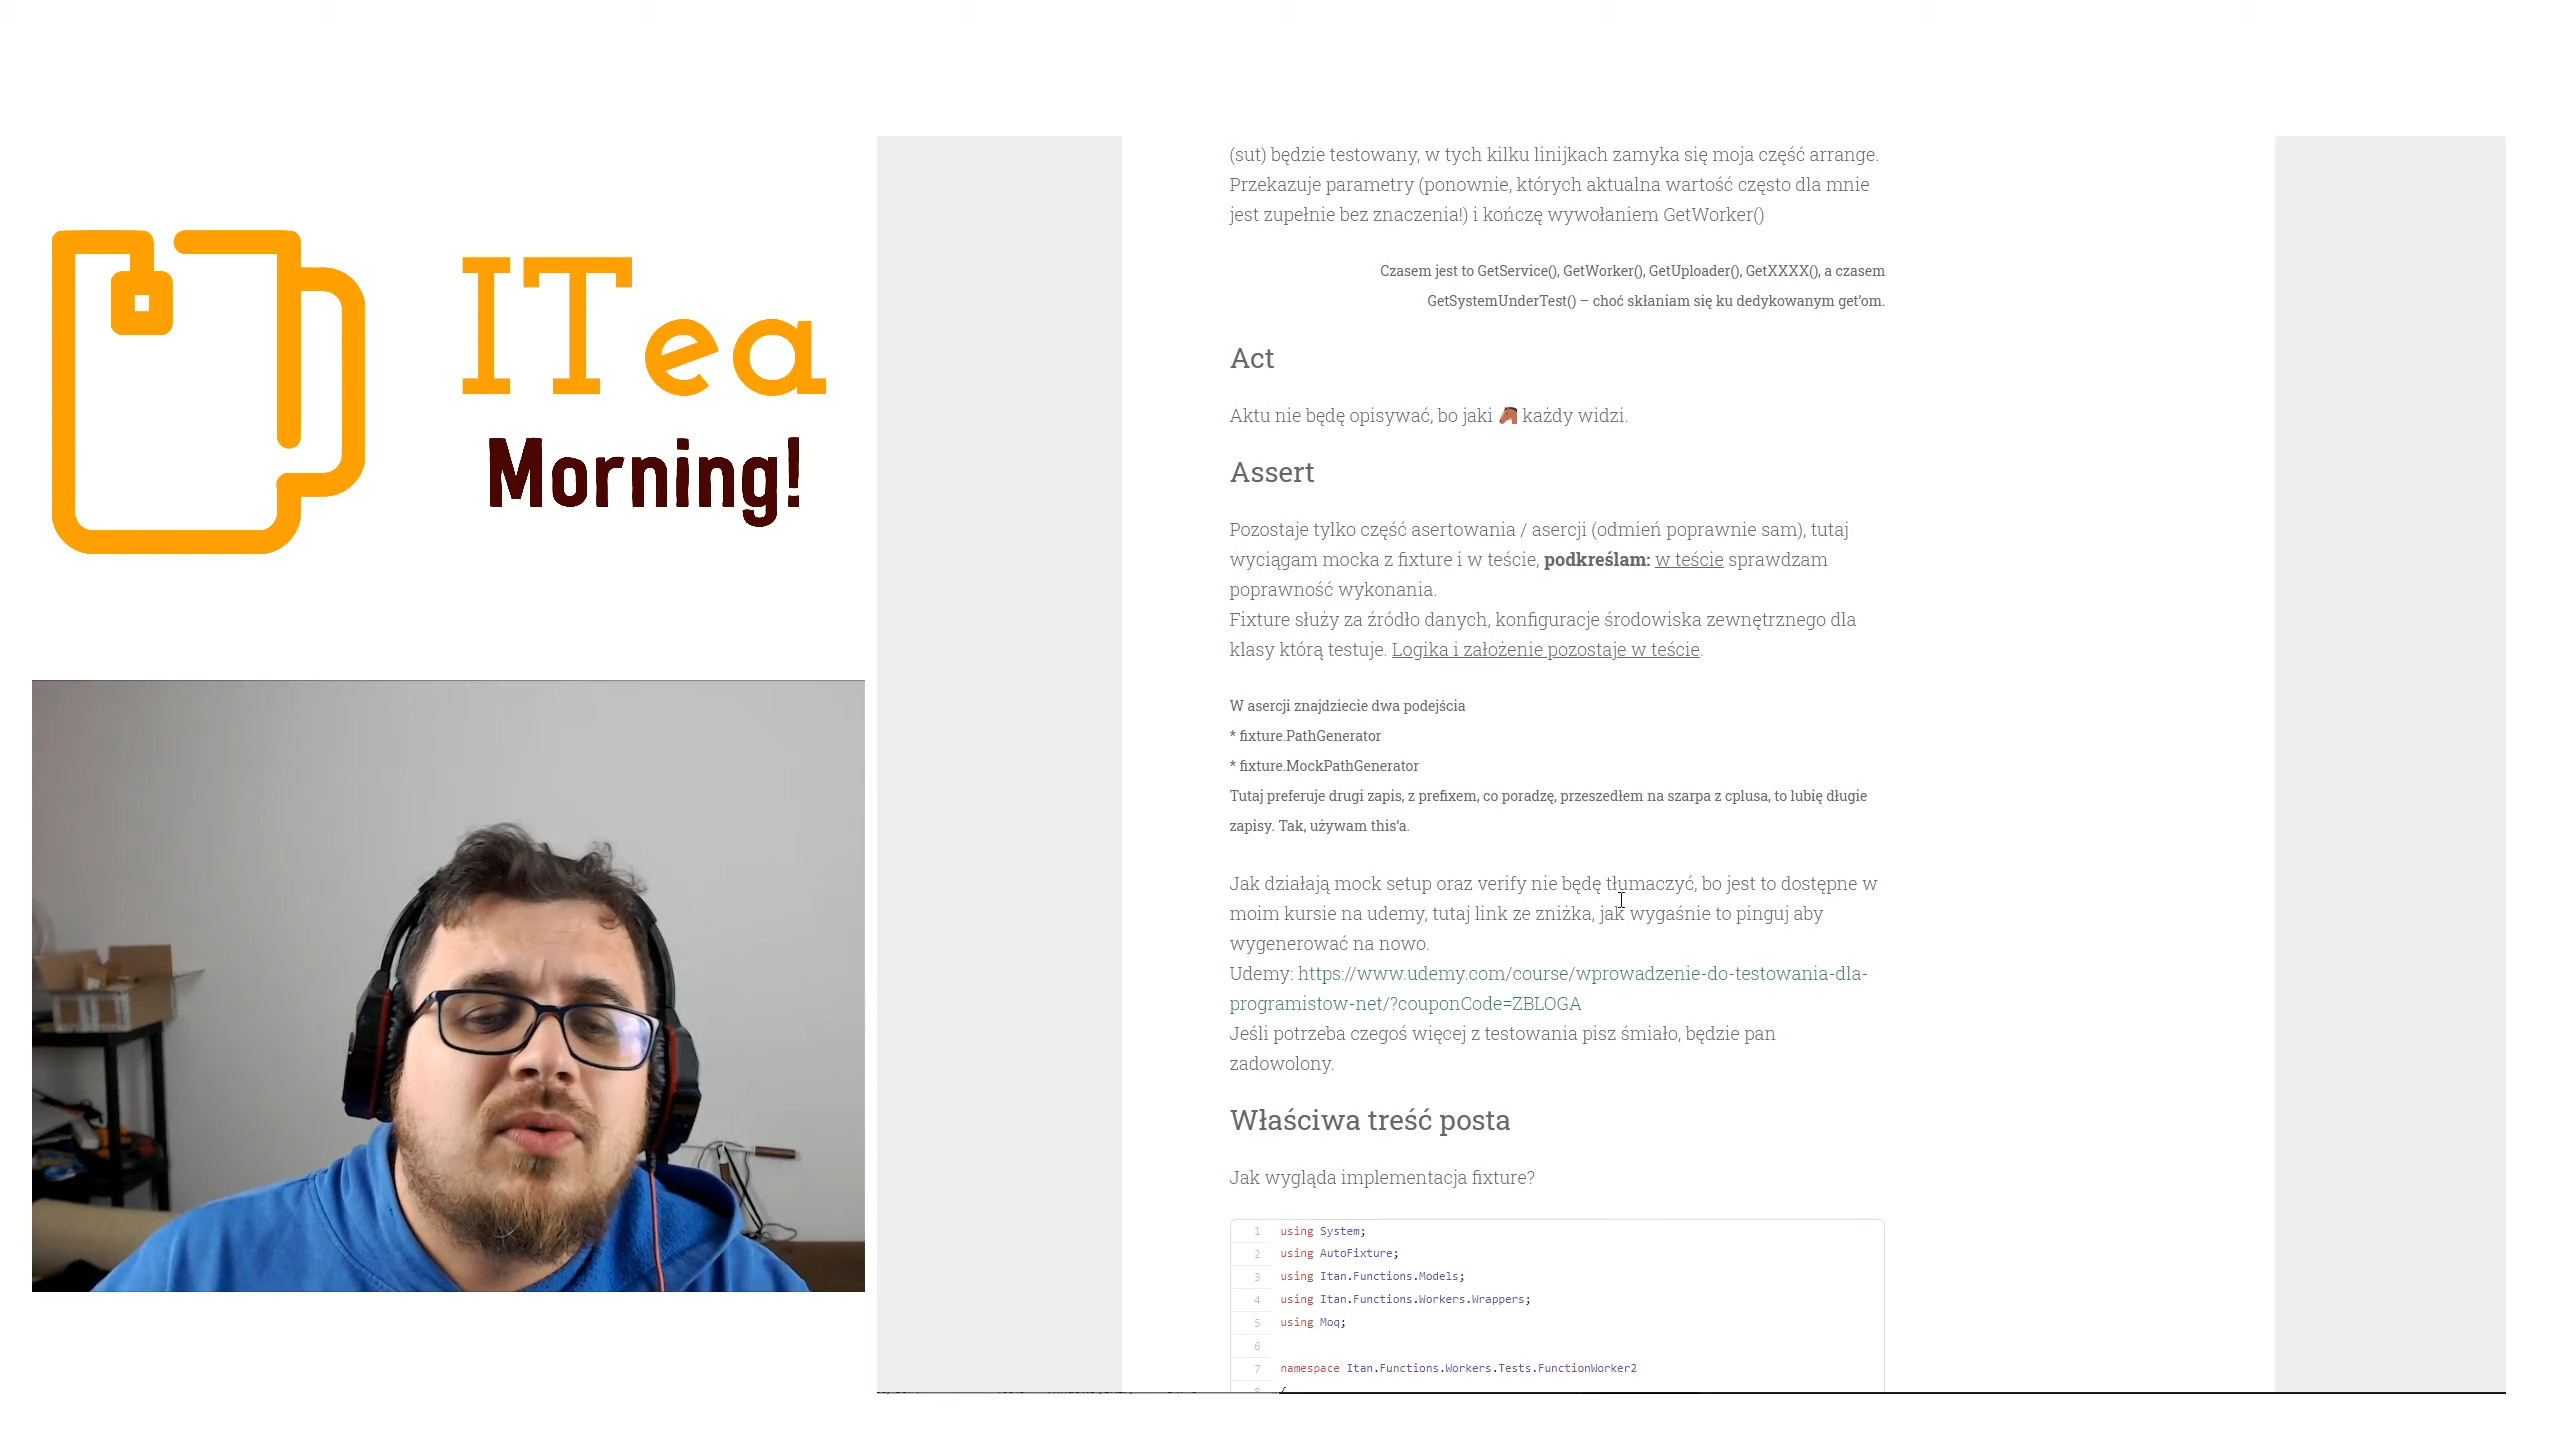 ITea
Morning!
(sut) będzie testowany, w tych kilku linijkach zamyka się moja część arrange.
Przekazuje parametry (ponownie, których aktualna wartość często dla mnie
jest zupełnie bez znaczenia!) i kończę wywołaniem GetWorker()
Czasem jest to GetService(), GetWorker(), GetUploader(), GetXXXX(), a czasem
GetSystemUnderTest() – choć skłaniam się ku dedykowanym get’om.
Act
Aktu nie będę opisywać, bo jaki 🐴 każdy widzi.
Assert
Pozostaje tylko część asertowania / asercji (odmień poprawnie sam), tutaj
wyciągam mocka z fixture i w teście, podkreślam: w teście sprawdzam
poprawność wykonania.
Fixture służy za źródło danych, konfiguracje środowiska zewnętrznego dla
klasy którą testuje. Logika i założenie pozostaje w teście.
W asercji znajdziecie dwa podejścia
* fixture.PathGenerator
* fixture.MockPathGenerator
Tutaj preferuje drugi zapis, z prefixem, co poradzę, przeszedłem na szarpa z cplusa, to lubię długie
zapisy. Tak, używam this’a.
Jak działają mock setup oraz verify nie będę tłumaczyć, bo jest to dostępne w
moim kursie na udemy, tutaj link ze zniżka, jak wygaśnie to pinguj aby
wygenerować na nowo.
Udemy: https://www.udemy.com/course/wprowadzenie-do-testowania-dla-
programistow-net/?couponCode=ZBLOGA
Jeśli potrzeba czegoś więcej z testowania pisz śmiało, będzie pan
zadowolony.
Właściwa treść posta
Jak wygląda implementacja fixture?
1 using System;
2 using AutoFixture;
3 using Itan.Functions.Models;
4 using Itan.Functions.Workers.Wrappers;
5 using Moq;
6
7 namespace Itan.Functions.Workers.Tests.FunctionWorker2